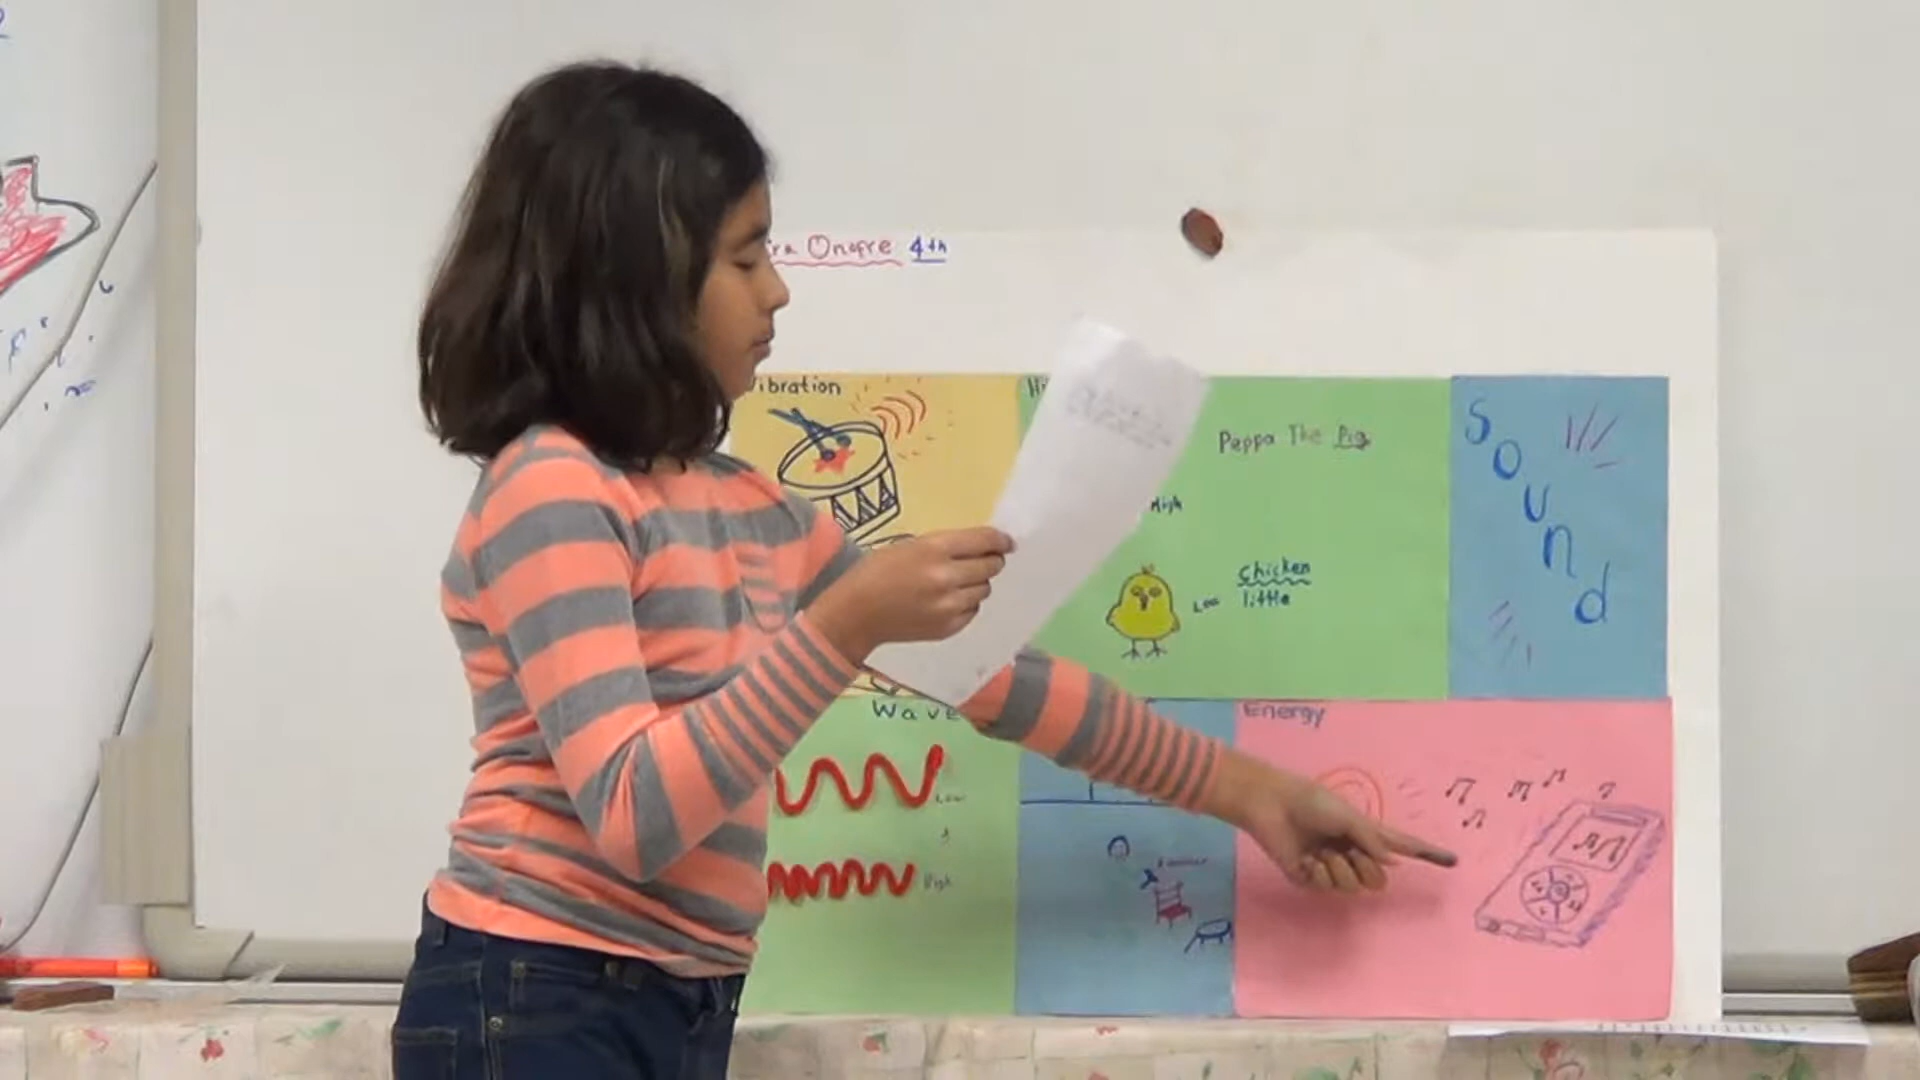 Onofre 4th
Vibration
Peppa The Pig
High
Chicken
little
Low
Sound
Wave
Low
High
Energy